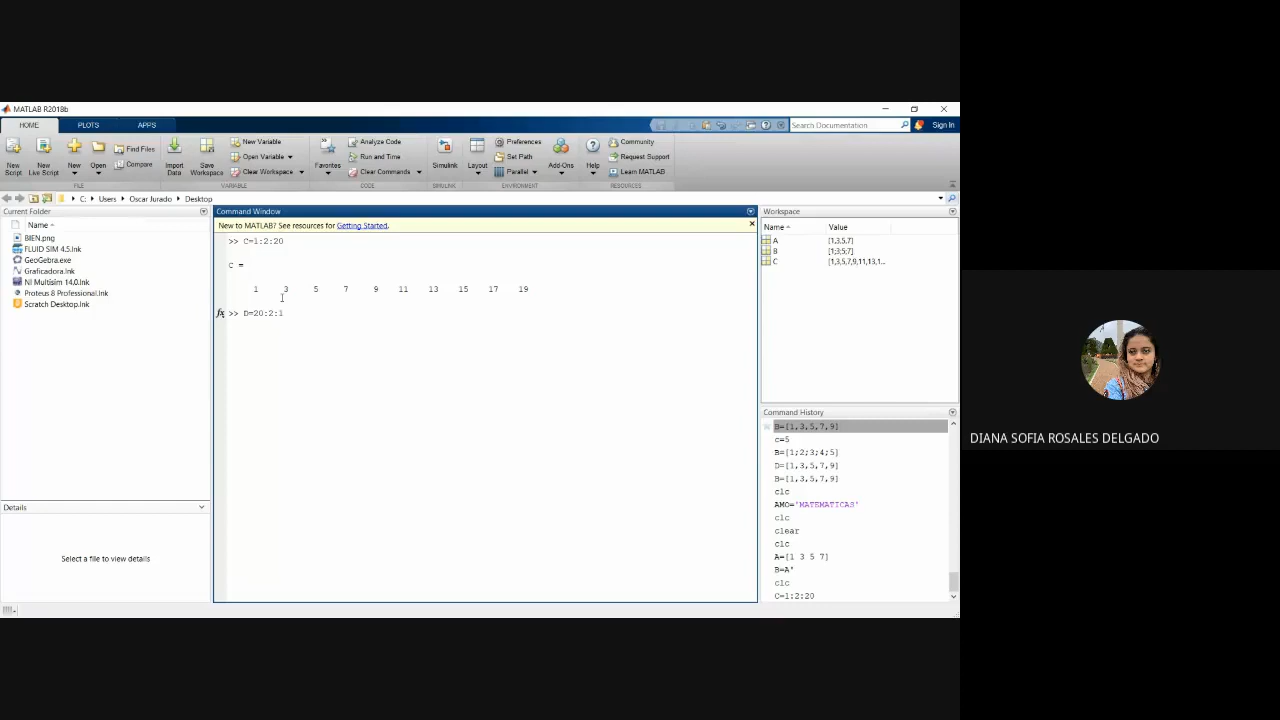 MATLAB R2018b
HOME PLOTS APPS
Search Documentation Sign In
New Script
New Live Script
New
Open
Find Files
Compare
Import Data
Save Workspace
New Variable
Open Variable
Clear Workspace
Favorites
Analyze Code
Run and Time
Clear Commands
Simulink
Layout
Preferences
Set Path
Parallel
Add-Ons
Help
Community
Request Support
Learn MATLAB
FILE VARIABLE CODE SIMULINK ENVIRONMENT RESOURCES
C: Users Oscar Jurado Desktop
Current Folder
Name
BIEN.png
FLUID SIM 4.5.lnk
GeoGebra.exe
Graficadora.lnk
NI Multisim 14.0.lnk
Proteus 8 Professional.lnk
Scratch Desktop.lnk
Details
Select a file to view details
Command Window
New to MATLAB? See resources for Getting Started.
>> C=1:2:20
C =
1 3 5 7 9 11 13 15 17 19
fx >> D=20:2:1
Workspace
Name Value
A [1,3,5,7]
B [1;3;5;7]
C [1,3,5,7,9,11,13,1...
Command History
B=[1,3,5,7,9]
c=5
B=[1;2;3;4;5]
D=[1,3,5,7,9]
B=[1,3,5,7,9]
clc
AMO='MATEMATICAS'
clc
clear
clc
A=[1 3 5 7]
B=A'
clc
C=1:2:20
DIANA SOFIA ROSALES DELGADO